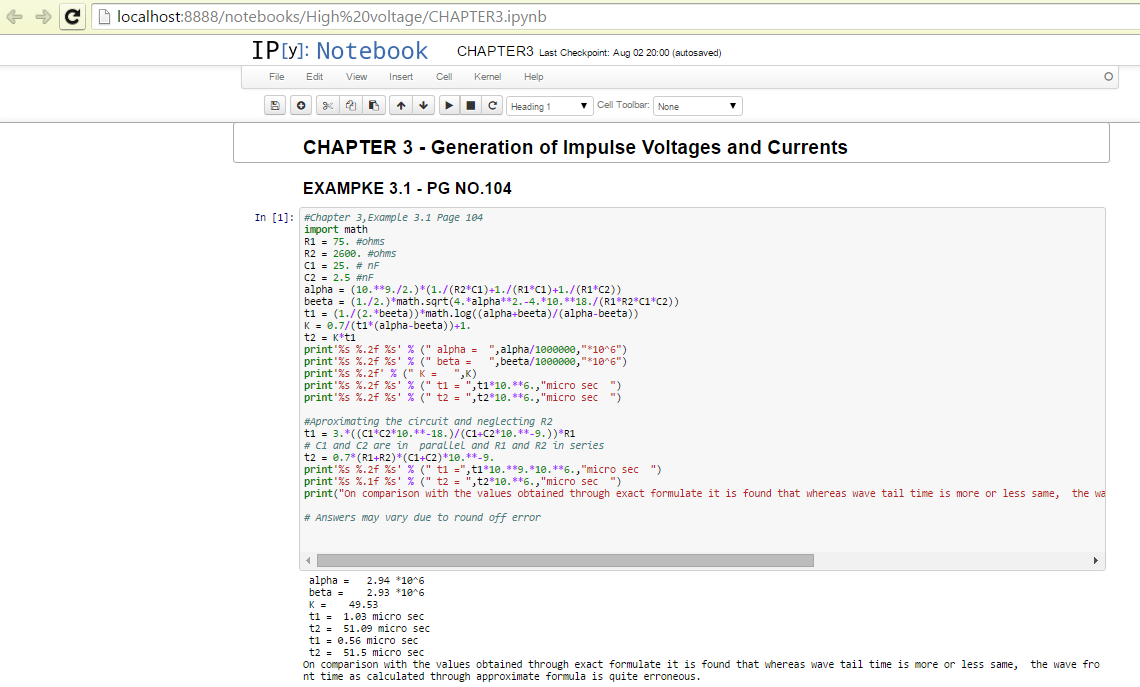 localhost:8888/notebooks/High%20voltage/CHAPTER3.ipynb
IP[y]: Notebook CHAPTER3 Last Checkpoint: Aug 02 20:00 (autosaved)
File Edit View Insert Cell Kernel Help
Heading 1 Cell Toolbar: None
CHAPTER 3 - Generation of Impulse Voltages and Currents
EXAMPKE 3.1 - PG NO.104
In [1]: #Chapter 3,Example 3.1 Page 104
import math
R1 = 75. #ohms
R2 = 2600. #ohms
C1 = 25. # nF
C2 = 2.5 #nF
alpha = (10.**9./2.)*(1./(R2*C1)+1./(R1*C1)+1./(R1*C2))
beeta = (1./2.)*math.sqrt(4.*alpha**2.-4.*10.**18./(R1*R2*C1*C2))
t1 = (1./(2.*beeta))*math.log((alpha+beeta)/(alpha-beeta))
K = 0.7/(t1*(alpha-beeta))+1.
t2 = K*t1
print'%s %.2f %s' % (" alpha =  ",alpha/1000000,"*10^6")
print'%s %.2f %s' % (" beta =   ",beeta/1000000,"*10^6")
print'%s %.2f' % (" K =   ",K)
print'%s %.2f %s' % (" t1 = ",t1*10.**6.,"micro sec  ")
print'%s %.2f %s' % (" t2 = ",t2*10.**6.,"micro sec  ")
#Aproximating the circuit and neglecting R2
t1 = 3.*((C1*C2*10.**-18.)/(C1+C2*10.**-9.))*R1
# C1 and C2 are in  parallel and R1 and R2 in series
t2 = 0.7*(R1+R2)*(C1+C2)*10.**-9.
print'%s %.2f %s' % (" t1 =",t1*10.**9.*10.**6.,"micro sec  ")
print'%s %.1f %s' % (" t2 = ",t2*10.**6.,"micro sec  ")
print("On comparison with the values obtained through exact formulate it is found that whereas wave tail time is more or less same,  the wa
# Answers may vary due to round off error
alpha =   2.94 *10^6
beta =    2.93 *10^6
K =    49.53
t1 =  1.03 micro sec
t2 =  51.09 micro sec
t1 = 0.56 micro sec
t2 =  51.5 micro sec
On comparison with the values obtained through exact formulate it is found that whereas wave tail time is more or less same,  the wave fro
nt time as calculated through approximate formula is quite erroneous.